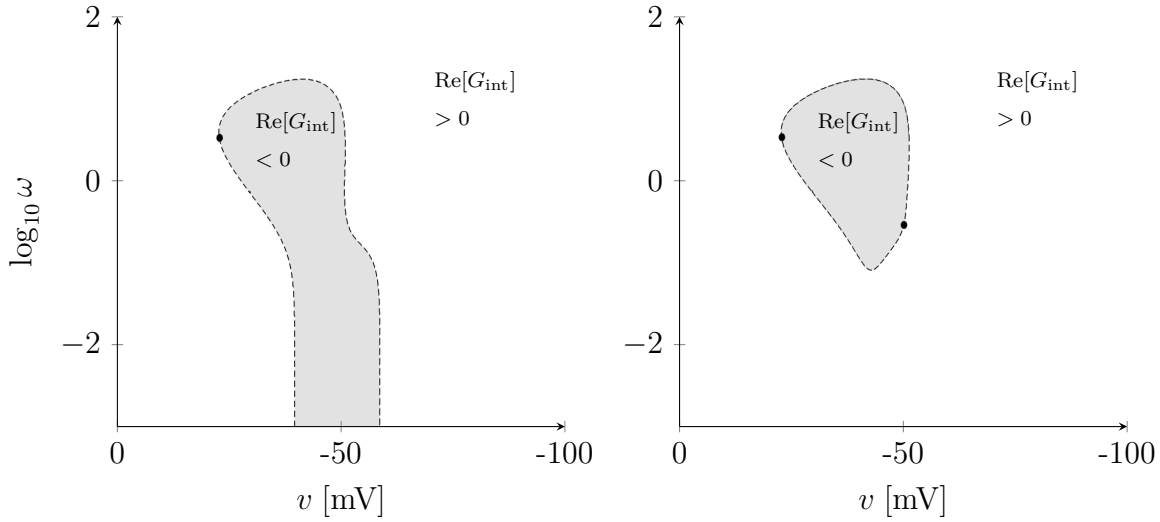 2
0
−2
log₁₀ ω
0
-50
-100
v [mV]
Re[G_int]
< 0
Re[G_int]
> 0
2
0
−2
0
-50
-100
v [mV]
Re[G_int]
< 0
Re[G_int]
> 0